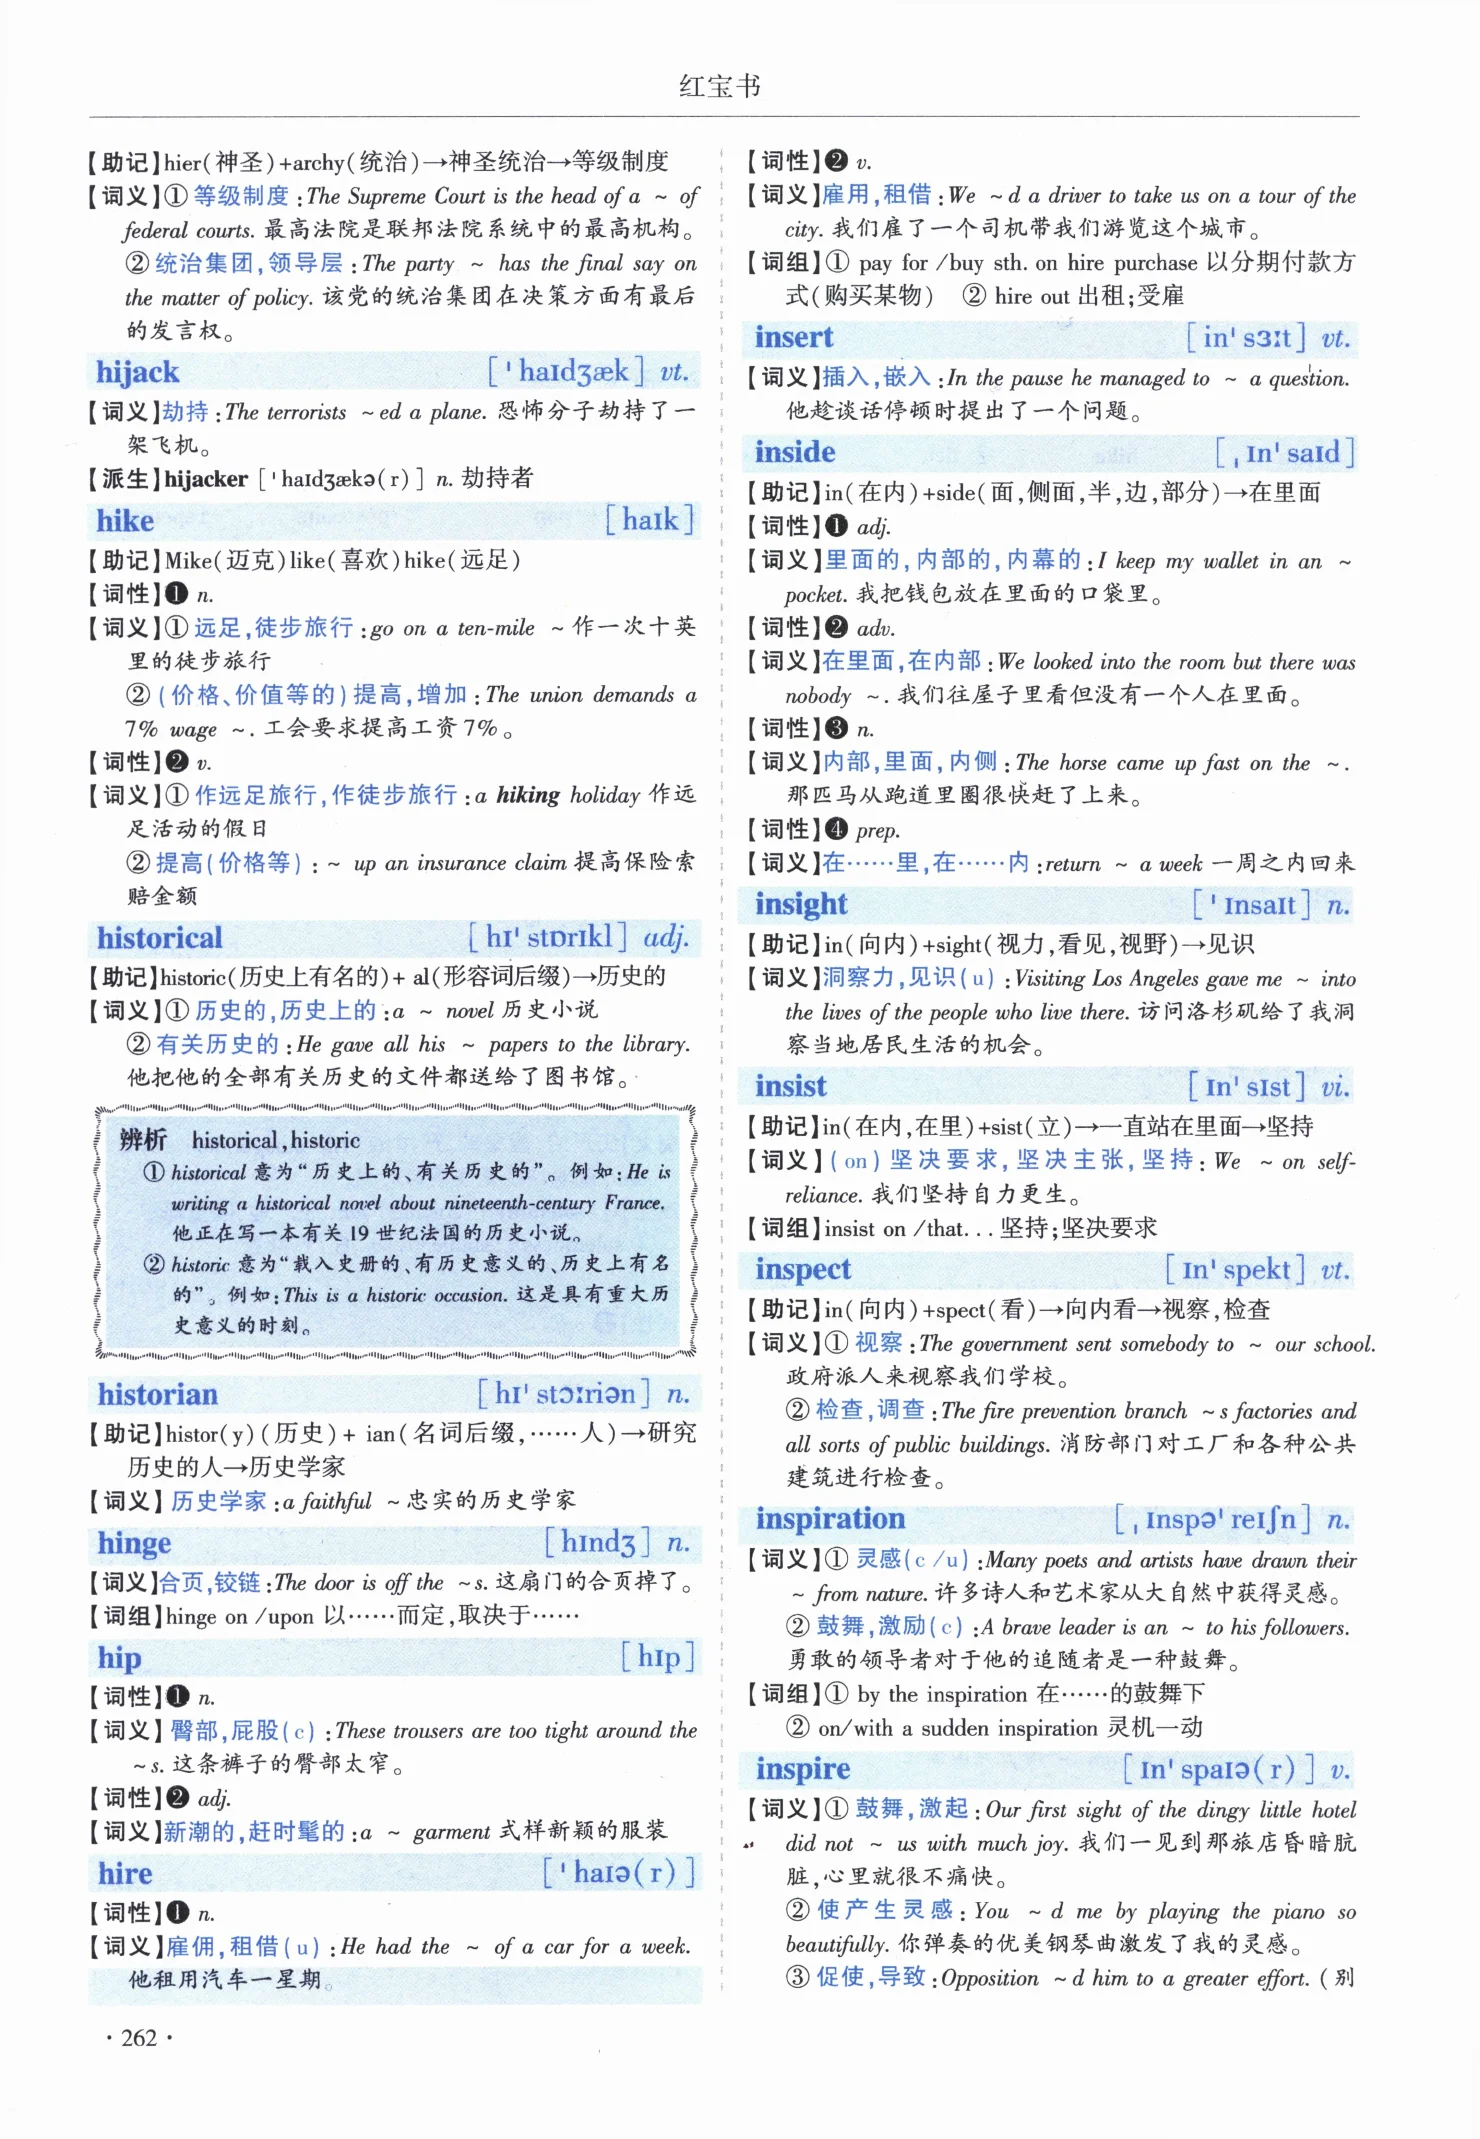 红宝书
【助记】hier(神圣)+archy(统治)→神圣统治→等级制度
【词义】①等级制度:The Supreme Court is the head of a ~ of
federal courts. 最高法院是联邦法院系统中的最高机构。
②统治集团,领导层:The party ~ has the final say on
the matter of policy. 该党的统治集团在决策方面有最后
的发言权。
hijack [ˈhaɪdʒæk] vt.
【词义】劫持:The terrorists ~ed a plane. 恐怖分子劫持了一
架飞机。
【派生】hijacker [ˈhaɪdʒækə(r)] n. 劫持者
hike [haɪk]
【助记】Mike(迈克)like(喜欢)hike(远足)
【词性】❶ n.
【词义】①远足,徒步旅行:go on a ten-mile ~ 作一次十英
里的徒步旅行
②(价格、价值等的)提高,增加:The union demands a
7% wage ~. 工会要求提高工资7%。
【词性】❷ v.
【词义】①作远足旅行,作徒步旅行:a hiking holiday 作远
足活动的假日
②提高(价格等):~ up an insurance claim 提高保险索
赔金额
historical [hɪˈstɒrɪkl] adj.
【助记】historic(历史上有名的)+ al(形容词后缀)→历史的
【词义】①历史的,历史上的:a ~ novel 历史小说
②有关历史的:He gave all his ~ papers to the library.
他把他的全部有关历史的文件都送给了图书馆。
辨析 historical,historic
①historical 意为“历史上的、有关历史的”。例如:He is
writing a historical novel about nineteenth-century France.
他正在写一本有关19世纪法国的历史小说。
②historic 意为“载入史册的、有历史意义的、历史上有名
的”。例如:This is a historic occasion. 这是具有重大历
史意义的时刻。
historian [hɪˈstɔːriən] n.
【助记】histor(y)(历史)+ ian(名词后缀,……人)→研究
历史的人→历史学家
【词义】历史学家:a faithful ~ 忠实的历史学家
hinge [hɪndʒ] n.
【词义】合页,铰链:The door is off the ~s. 这扇门的合页掉了。
【词组】hinge on /upon 以……而定,取决于……
hip [hɪp]
【词性】❶ n.
【词义】臀部,屁股(c):These trousers are too tight around the
~s. 这条裤子的臀部太窄。
【词性】❷ adj.
【词义】新潮的,赶时髦的:a ~ garment 式样新颖的服装
hire [ˈhaɪə(r)]
【词性】❶ n.
【词义】雇佣,租借(u):He had the ~ of a car for a week.
他租用汽车一星期。
【词性】❷ v.
【词义】雇用,租借:We ~d a driver to take us on a tour of the
city. 我们雇了一个司机带我们游览这个城市。
【词组】① pay for /buy sth. on hire purchase 以分期付款方
式(购买某物) ② hire out 出租;受雇
insert [inˈsɜːt] vt.
【词义】插入,嵌入:In the pause he managed to ~ a question.
他趁谈话停顿时提出了一个问题。
inside [ˌɪnˈsaɪd]
【助记】in(在内)+side(面,侧面,半,边,部分)→在里面
【词性】❶ adj.
【词义】里面的,内部的,内幕的:I keep my wallet in an ~
pocket. 我把钱包放在里面的口袋里。
【词性】❷ adv.
【词义】在里面,在内部:We looked into the room but there was
nobody ~. 我们往屋子里看但没有一个人在里面。
【词性】❸ n.
【词义】内部,里面,内侧:The horse came up fast on the ~.
那匹马从跑道里圈很快赶了上来。
【词性】❹ prep.
【词义】在……里,在……内:return ~ a week 一周之内回来
insight [ˈɪnsaɪt] n.
【助记】in(向内)+sight(视力,看见,视野)→见识
【词义】洞察力,见识(u):Visiting Los Angeles gave me ~ into
the lives of the people who live there. 访问洛杉矶给了我洞
察当地居民生活的机会。
insist [ɪnˈsɪst] vi.
【助记】in(在内,在里)+sist(立)→一直站在里面→坚持
【词义】(on)坚决要求,坚决主张,坚持:We ~ on self-
reliance. 我们坚持自力更生。
【词组】insist on /that... 坚持;坚决要求
inspect [ɪnˈspekt] vt.
【助记】in(向内)+spect(看)→向内看→视察,检查
【词义】①视察:The government sent somebody to ~ our school.
政府派人来视察我们学校。
②检查,调查:The fire prevention branch ~s factories and
all sorts of public buildings. 消防部门对工厂和各种公共
建筑进行检查。
inspiration [ˌɪnspəˈreɪʃn] n.
【词义】①灵感(c /u):Many poets and artists have drawn their
~ from nature. 许多诗人和艺术家从大自然中获得灵感。
②鼓舞,激励(c):A brave leader is an ~ to his followers.
勇敢的领导者对于他的追随者是一种鼓舞。
【词组】① by the inspiration 在……的鼓舞下
② on/with a sudden inspiration 灵机一动
inspire [ɪnˈspaɪə(r)] v.
【词义】①鼓舞,激起:Our first sight of the dingy little hotel
did not ~ us with much joy. 我们一见到那旅店昏暗肮
脏,心里就很不痛快。
②使产生灵感:You ~d me by playing the piano so
beautifully. 你弹奏的优美钢琴曲激发了我的灵感。
③促使,导致:Opposition ~d him to a greater effort. (别
·262·